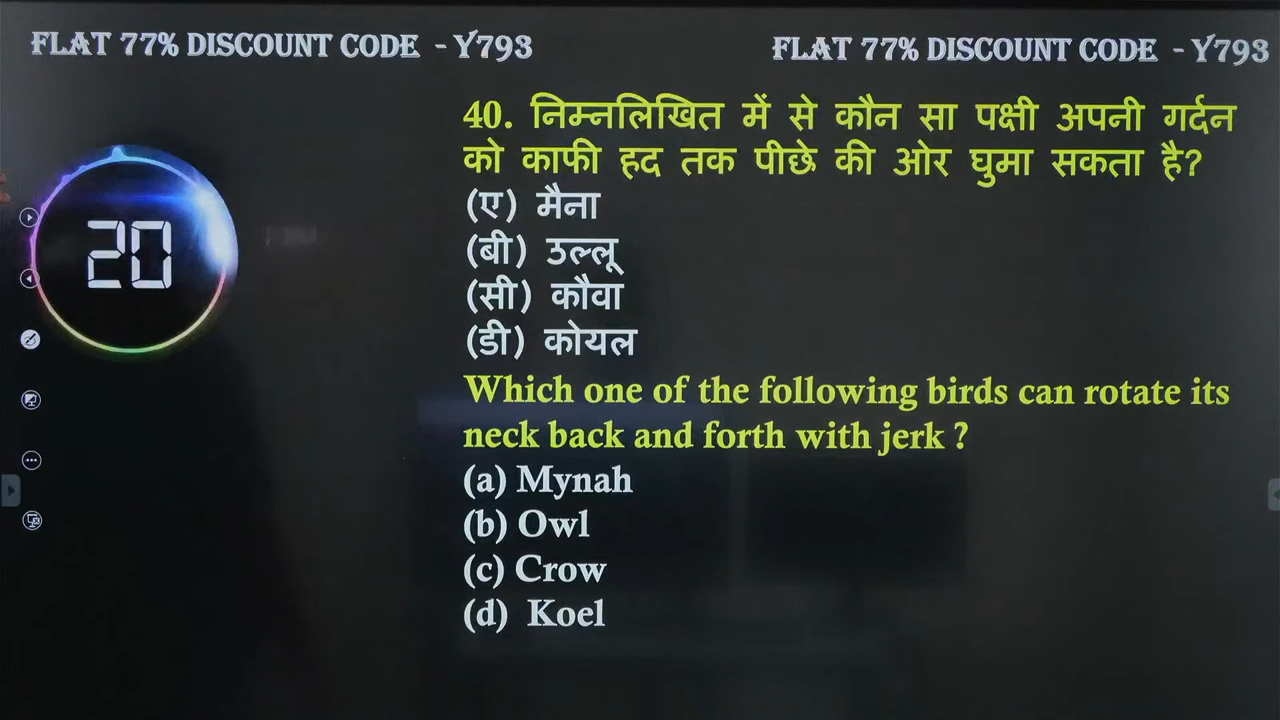 FLAT 77% DISCOUNT CODE - Y793
FLAT 77% DISCOUNT CODE - Y793
20
40. निम्नलिखित में से कौन सा पक्षी अपनी गर्दन
को काफी हद तक पीछे की ओर घुमा सकता है?
(ए) मैना
(बी) उल्लू
(सी) कौवा
(डी) कोयल
Which one of the following birds can rotate its
neck back and forth with jerk ?
(a) Mynah
(b) Owl
(c) Crow
(d) Koel